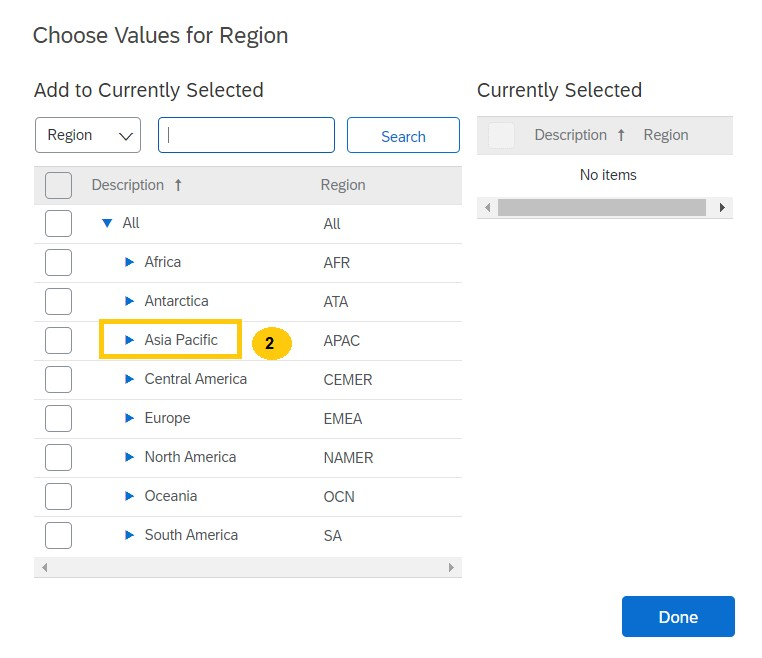 Choose Values for Region
Add to Currently Selected
Region
Search
Description ↑ Region
All All
Africa AFR
Antarctica ATA
Asia Pacific 2 APAC
Central America CEMER
Europe EMEA
North America NAMER
Oceania OCN
South America SA
Currently Selected
Description ↑ Region
No items
Done